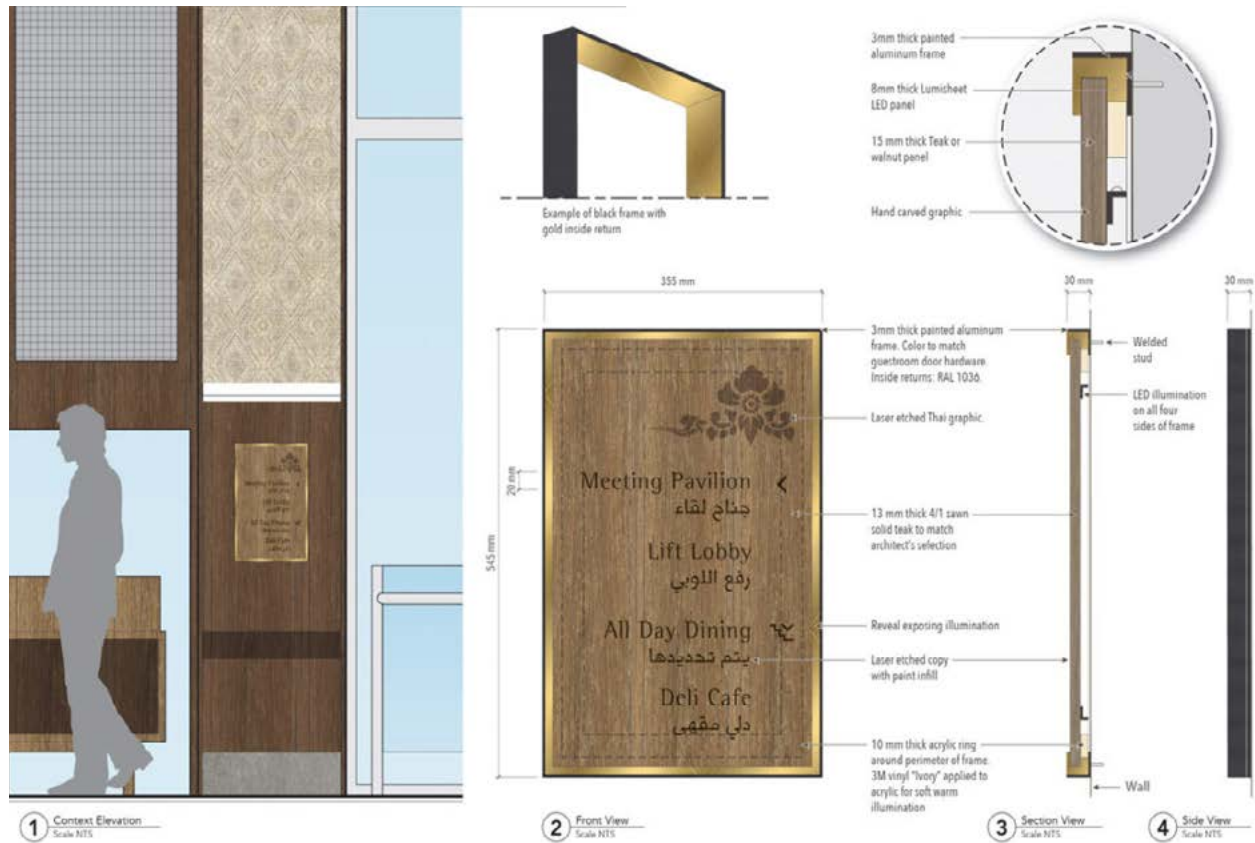 Example of black frame with
gold inside return
3mm thick painted
aluminum frame
8mm thick Lumisheet
LED panel
15 mm thick Teak or
walnut panel
Hand carved graphic
355 mm
545 mm
20 mm
Meeting Pavilion
جناح لقاء
Lift Lobby
رفع اللوبي
All Day Dining
يتم تحديدها
Deli Cafe
دلي مقهى
3mm thick painted aluminum
frame. Color to match
guestroom door hardware.
Inside returns: RAL 1036.
Laser etched Thai graphic.
13 mm thick 4/1 sawn
solid teak to match
architect's selection
Reveal exposing illumination
Laser etched copy
with paint infill
10 mm thick acrylic ring
around perimeter of frame.
3M vinyl "Ivory" applied to
acrylic for soft warm
illumination
30 mm
Welded
stud
LED illumination
on all four
sides of frame
Wall
30 mm
1 Context Elevation
Scale NTS
2 Front View
Scale NTS
3 Section View
Scale NTS
4 Side View
Scale NTS